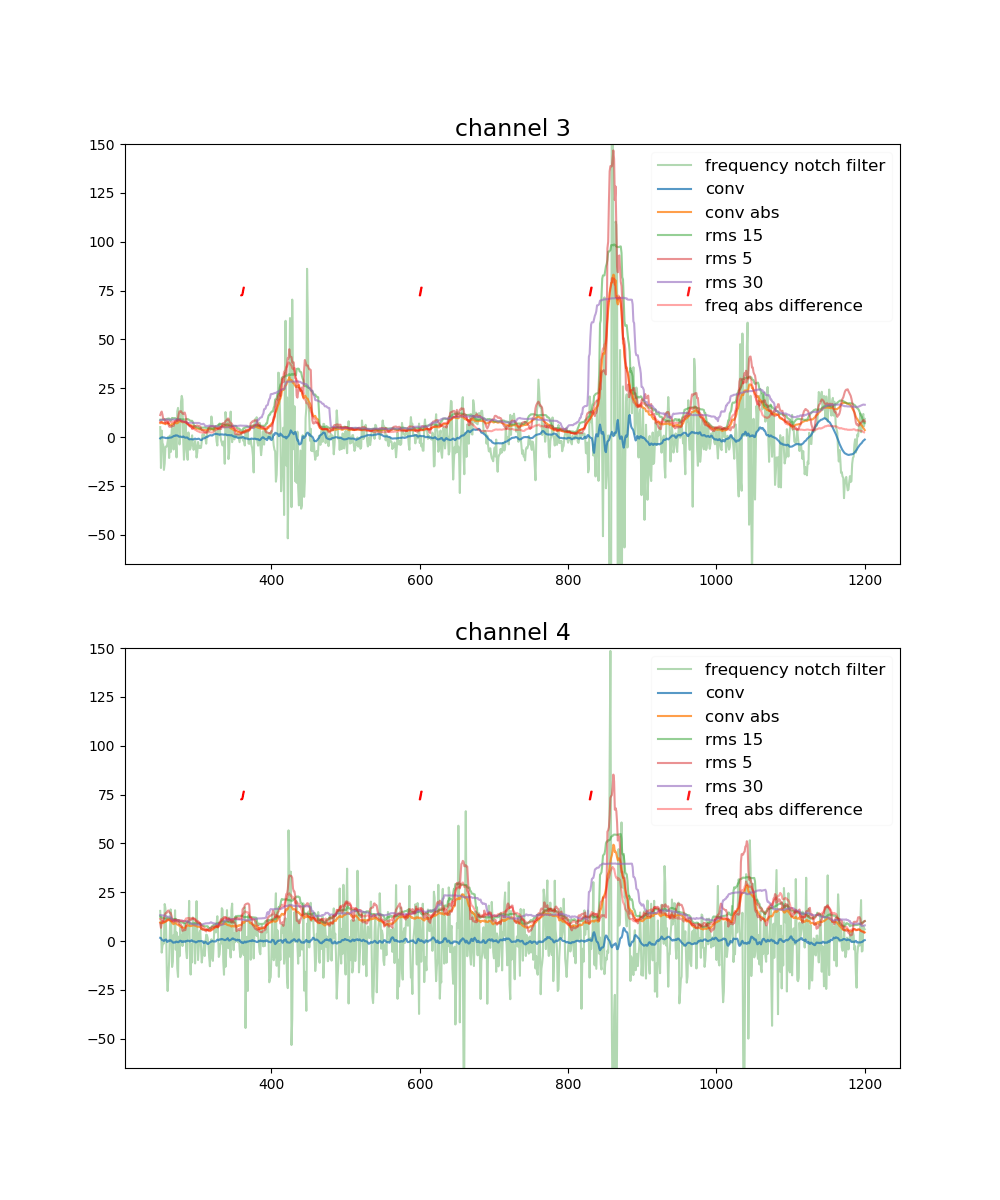 channel 3
150
125
100
75
50
25
0
−25
−50
400 600 800 1000 1200
frequency notch filter
conv
conv abs
rms 15
rms 5
rms 30
freq abs difference
channel 4
150
125
100
75
50
25
0
−25
−50
400 600 800 1000 1200
frequency notch filter
conv
conv abs
rms 15
rms 5
rms 30
freq abs difference